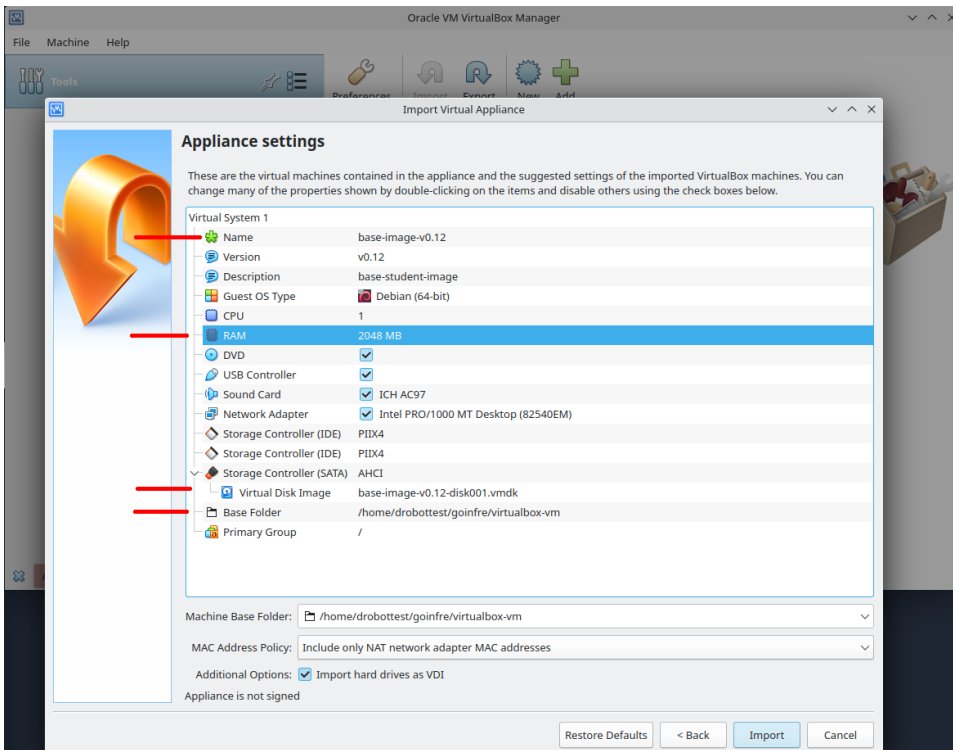 Oracle VM VirtualBox Manager
File Machine Help
Tools
Preferences Import Export New Add
Import Virtual Appliance
Appliance settings
These are the virtual machines contained in the appliance and the suggested settings of the imported VirtualBox machines. You can
change many of the properties shown by double-clicking on the items and disable others using the check boxes below.
Virtual System 1
Name base-image-v0.12
Version v0.12
Description base-student-image
Guest OS Type Debian (64-bit)
CPU 1
RAM 2048 MB
DVD
USB Controller
Sound Card ICH AC97
Network Adapter Intel PRO/1000 MT Desktop (82540EM)
Storage Controller (IDE) PIIX4
Storage Controller (IDE) PIIX4
Storage Controller (SATA) AHCI
Virtual Disk Image base-image-v0.12-disk001.vmdk
Base Folder /home/drobottest/goinfre/virtualbox-vm
Primary Group /
Machine Base Folder: /home/drobottest/goinfre/virtualbox-vm
MAC Address Policy: Include only NAT network adapter MAC addresses
Additional Options: Import hard drives as VDI
Appliance is not signed
Restore Defaults < Back Import Cancel